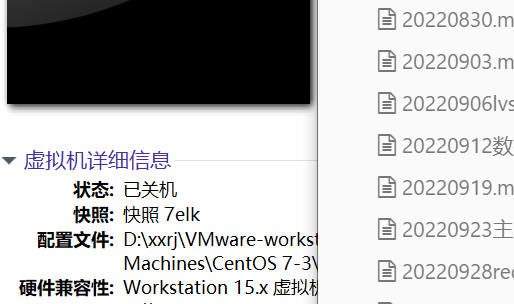 虚拟机详细信息
状态: 已关机
快照: 快照 7elk
配置文件: D:\xxrj\VMware-workst
Machines\CentOS 7-3\
硬件兼容性: Workstation 15.x 虚拟机
20220830.m
20220903.m
20220906lvs
20220912数
20220919.m
20220923主
20220928red